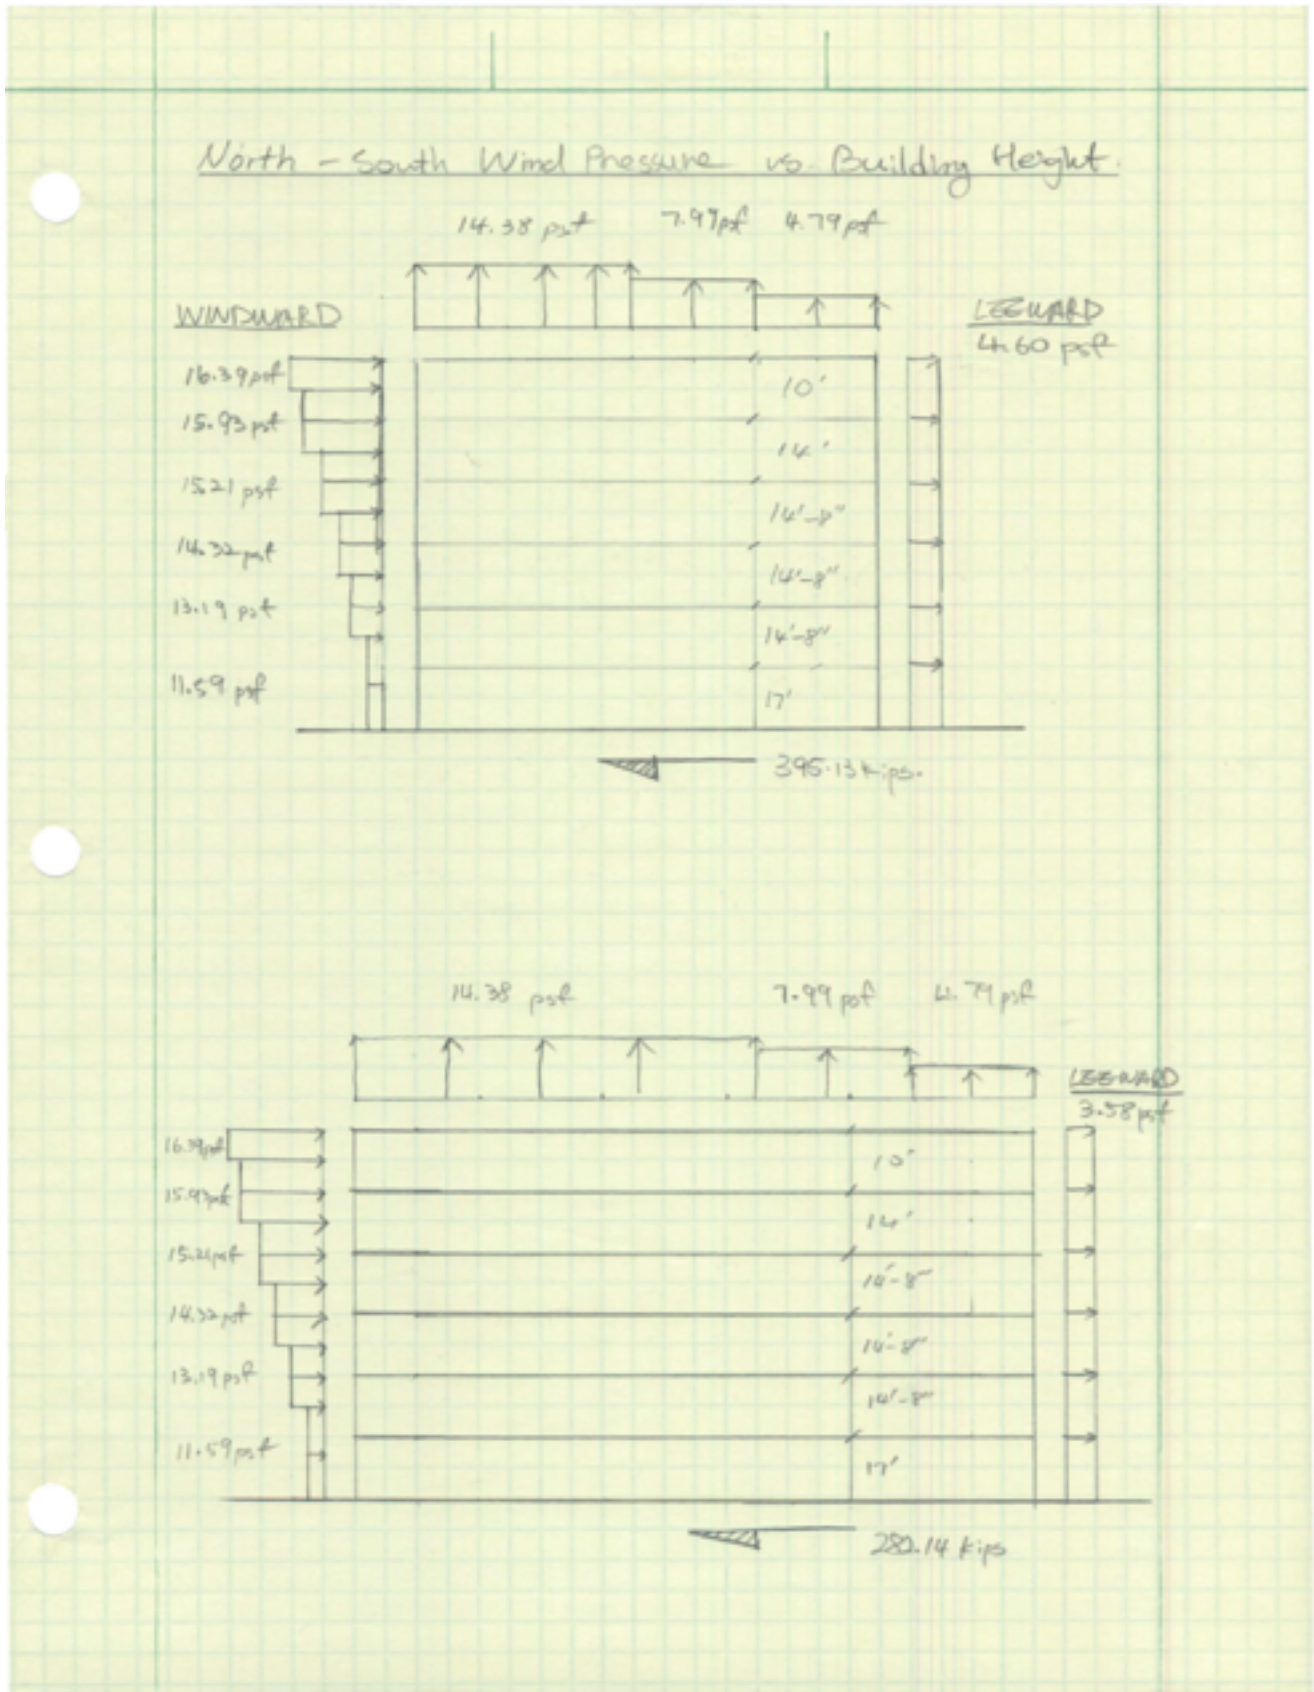 North - South Wind Pressure vs. Building Height.
14.38 psf 7.99 psf 4.79 psf
WINDWARD
LEEWARD
4.60 psf
16.39 psf
10'
15.93 psf
14'
15.21 psf
14'-8"
14.32 psf
14'-8"
13.19 psf
14'-8"
11.59 psf
17'
395.13 kips.
14.38 psf 7.99 psf 4.79 psf
LEEWARD
3.58 psf
16.39 psf
10'
15.93 psf
14'
15.21 psf
14'-8"
14.32 psf
14'-8"
13.19 psf
14'-8"
11.59 psf
17'
282.14 kips